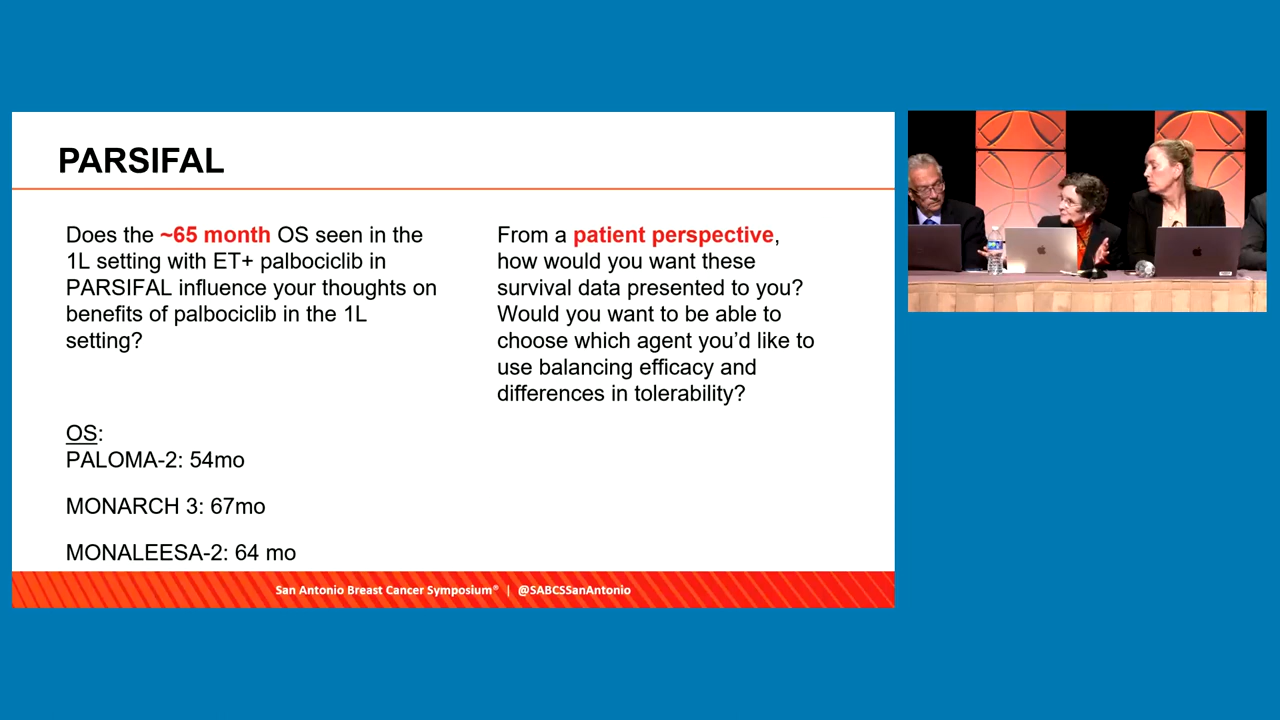 PARSIFAL
Does the ~65 month OS seen in the
1L setting with ET+ palbociclib in
PARSIFAL influence your thoughts on
benefits of palbociclib in the 1L
setting?
OS:
PALOMA-2: 54mo
MONARCH 3: 67mo
MONALEESA-2: 64 mo
From a patient perspective,
how would you want these
survival data presented to you?
Would you want to be able to
choose which agent you’d like to
use balancing efficacy and
differences in tolerability?
San Antonio Breast Cancer Symposium® | @SABCSSanAntonio